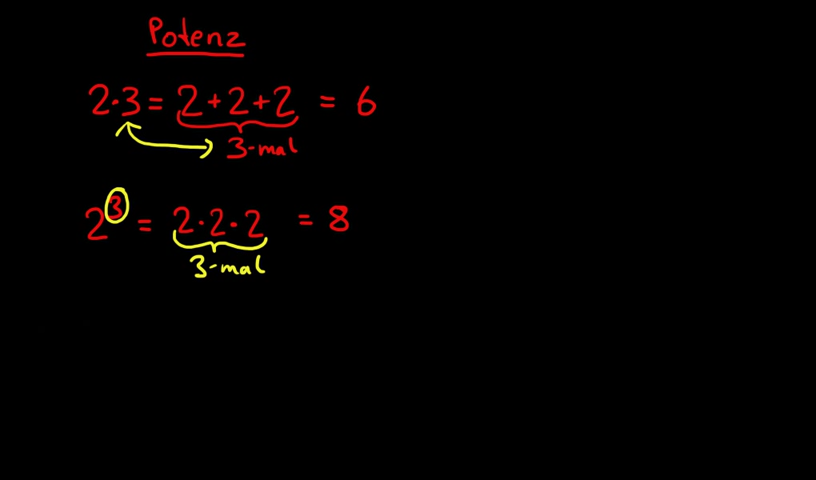 Potenz
2·3 = 2+2+2 = 6
3-mal
2³ = 2·2·2 = 8
3-mal